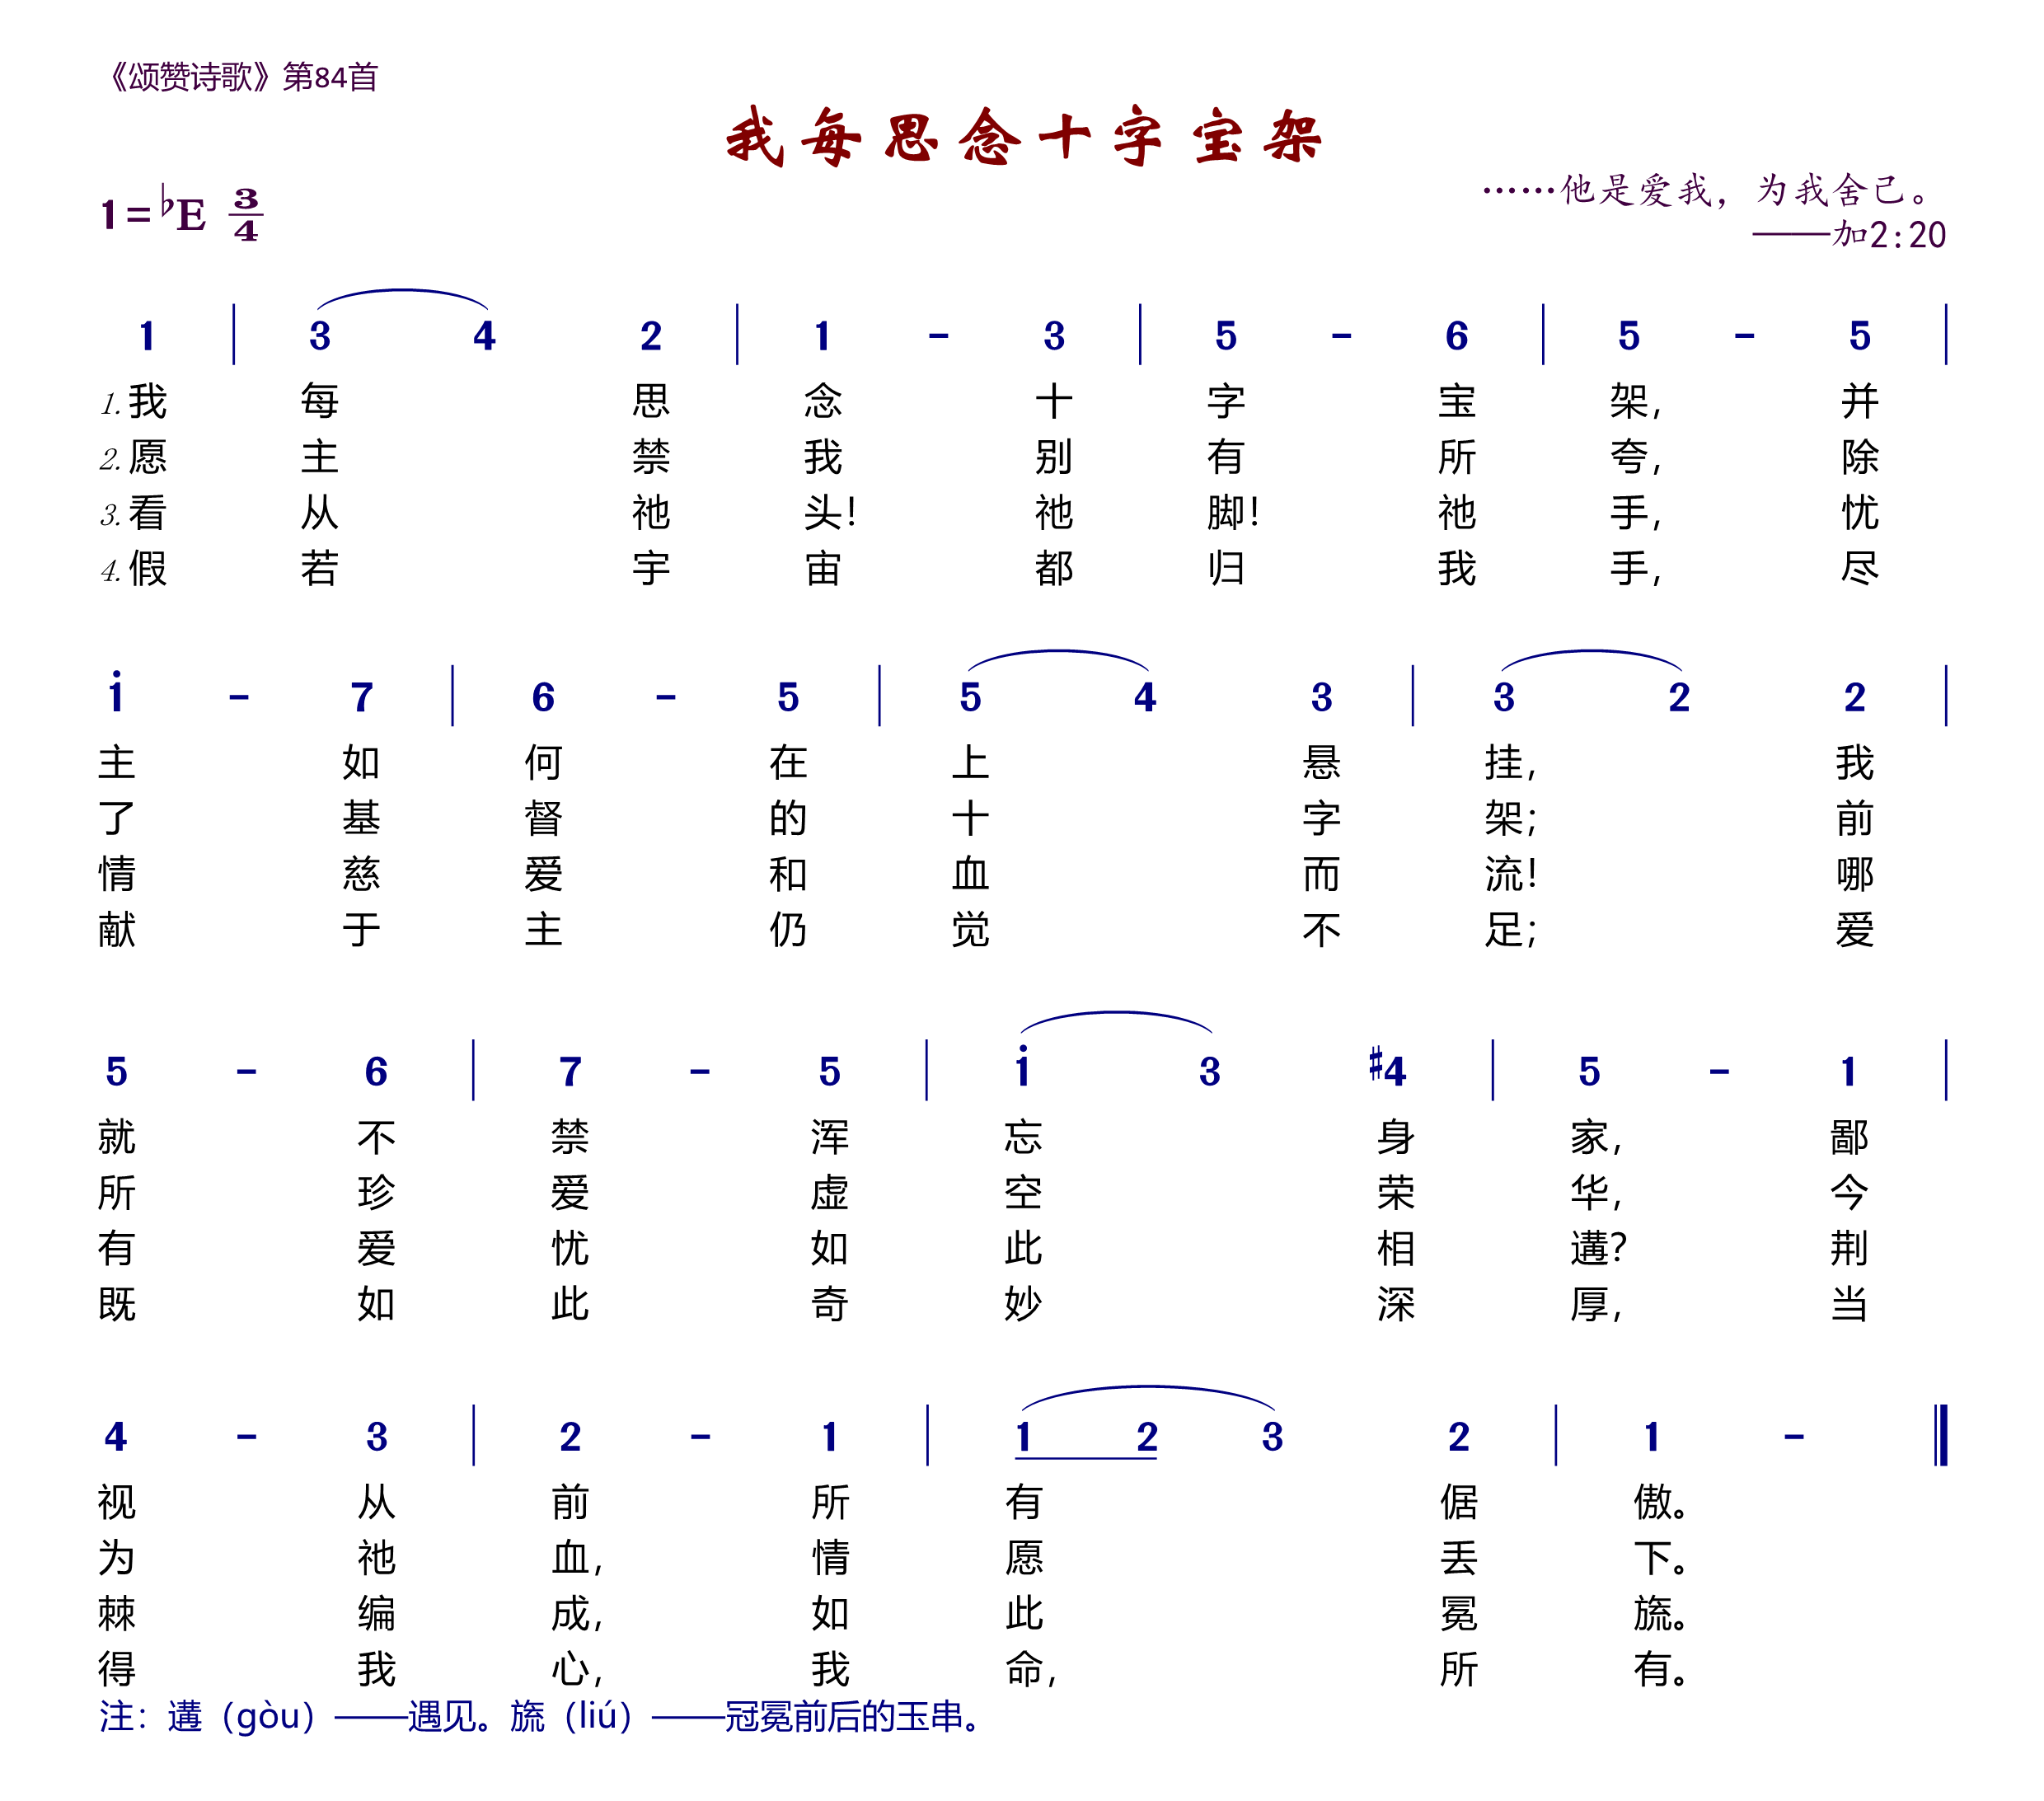 《颂赞诗歌》第84首
我每思念十字宝架
1=♭E 3/4
……他是爱我，为我舍己。
——加2:20
1 | 3 4 2 | 1 - 3 | 5 - 6 | 5 - 5 |
1.我 每 思 念 十 字 宝 架, 并
2.愿 主 禁 我 别 有 所 夸, 除
3.看 从 祂 头! 祂 脚! 祂 手, 忧
4.假 若 宇 宙 都 归 我 手, 尽
i - 7 | 6 - 5 | 5 4 3 | 3 2 2 |
主 如 何 在 上 悬 挂, 我
了 基 督 的 十 字 架; 前
情 慈 爱 和 血 而 流! 哪
献 于 主 仍 觉 不 足; 爱
5 - 6 | 7 - 5 | i 3 ♯4 | 5 - 1 |
就 不 禁 浑 忘 身 家, 鄙
所 珍 爱 虚 空 荣 华, 今
有 爱 忧 如 此 相 遘? 荆
既 如 此 奇 妙 深 厚, 当
4 - 3 | 2 - 1 | 1 2 3 2 | 1 - ‖
视 从 前 所 有 倨 傲。
为 祂 血, 情 愿 丢 下。
棘 编 成, 如 此 冕 旒。
得 我 心, 我 命, 所 有。
注：遘（gòu）——遇见。旒（liú）——冠冕前后的玉串。